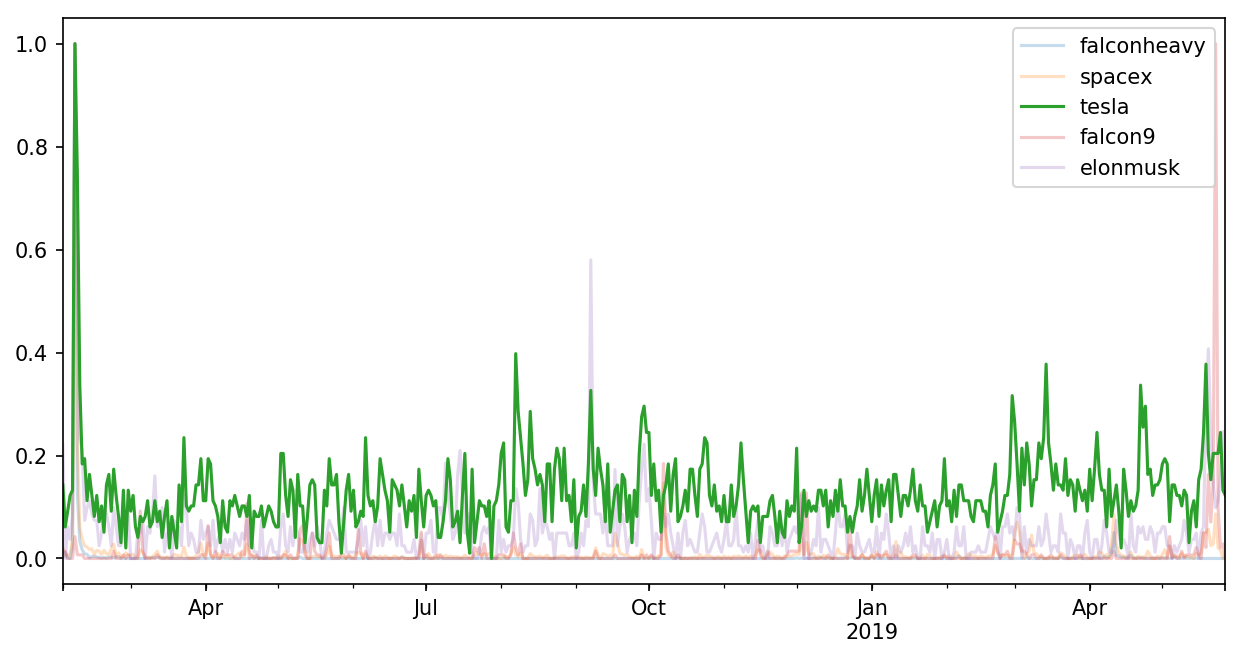 1.0
0.8
0.6
0.4
0.2
0.0
falconheavy
spacex
tesla
falcon9
elonmusk
Apr
Jul
Oct
Jan
2019
Apr